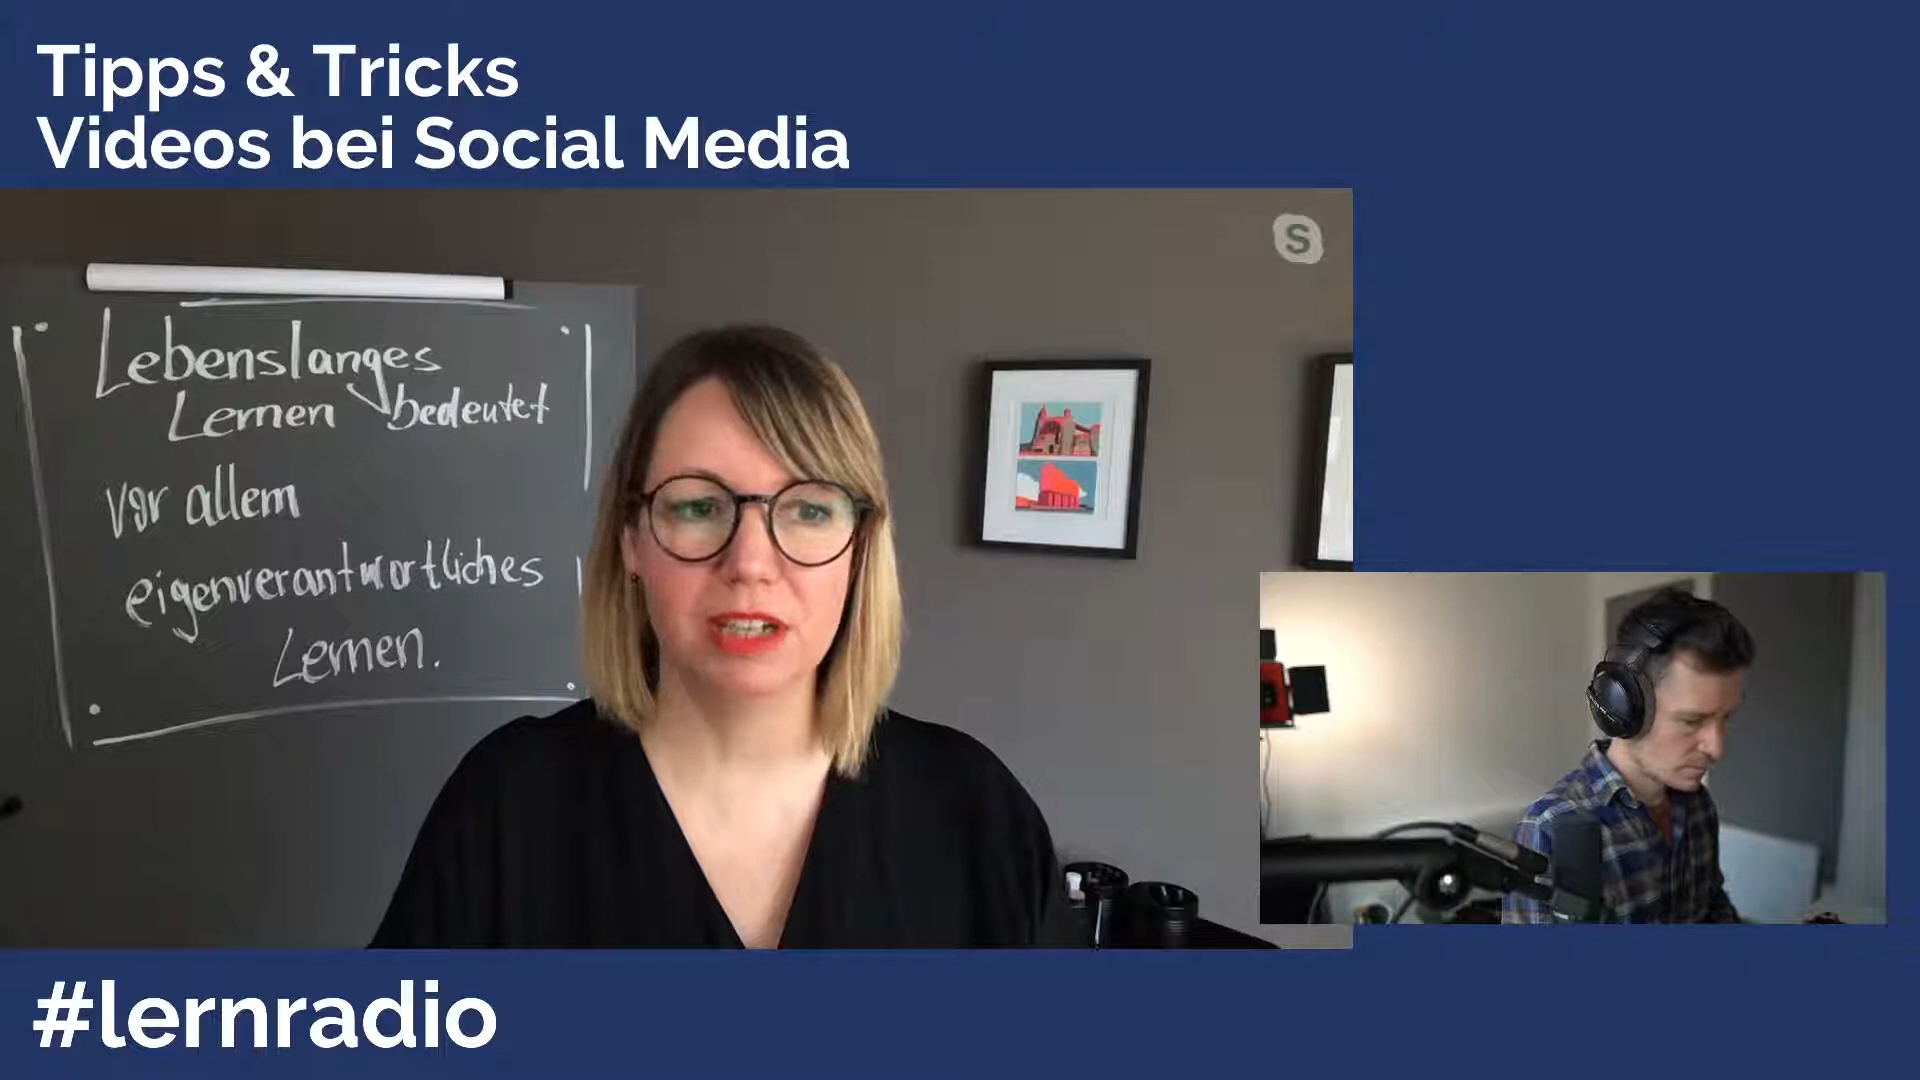 Tipps & Tricks
Videos bei Social Media
S
Lebenslanges
Lernen bedeutet
vor allem
eigenverantwortliches
Lernen.
#lernradio